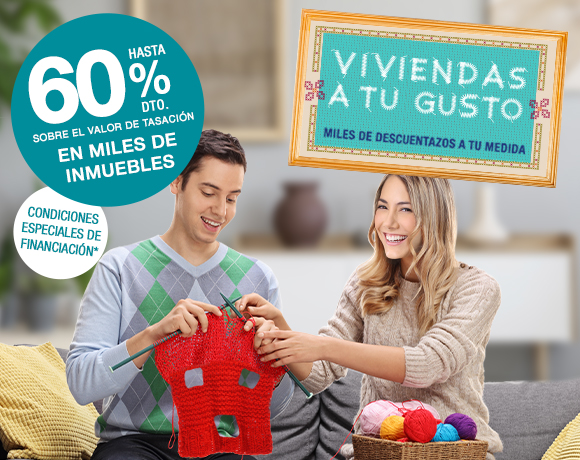 HASTA
60%
DTO.
SOBRE EL VALOR DE TASACIÓN
EN MILES DE
INMUEBLES
CONDICIONES
ESPECIALES DE
FINANCIACIÓN*
VIVIENDAS
A TU GUSTO
MILES DE DESCUENTAZOS A TU MEDIDA